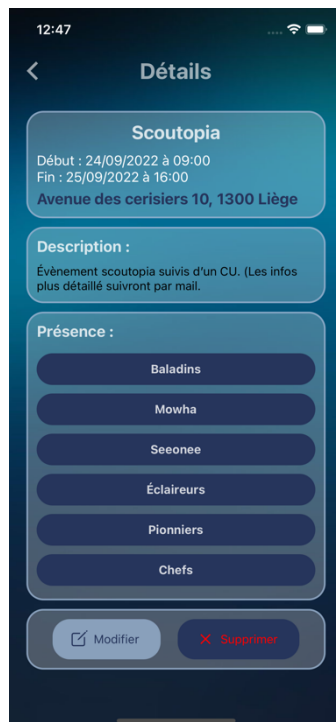 12:47
Détails
Scoutopia
Début : 24/09/2022 à 09:00
Fin : 25/09/2022 à 16:00
Avenue des cerisiers 10, 1300 Liège
Description :
Évènement scoutopia suivis d'un CU. (Les infos
plus détaillé suivront par mail.
Présence :
Baladins
Mowha
Seeonee
Éclaireurs
Pionniers
Chefs
Modifier
Supprimer